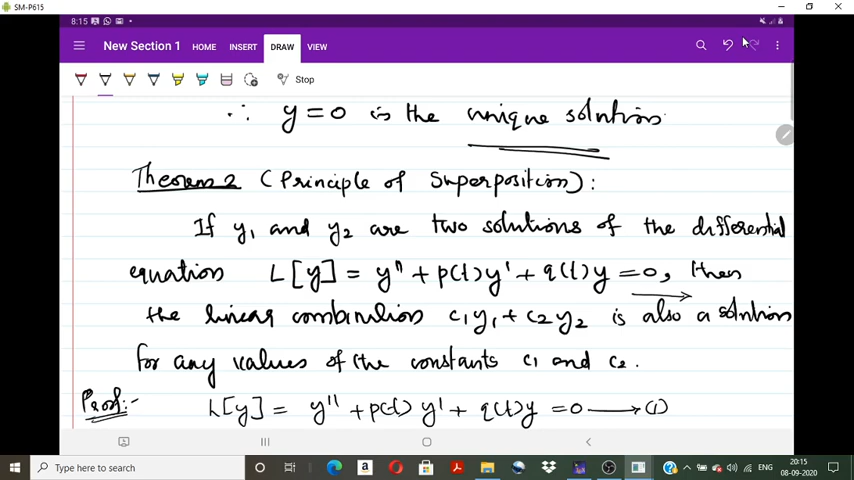 SM-P615
8:15
New Section 1 HOME INSERT DRAW VIEW
Stop
∴ y = 0 is the unique solution.
Theorem 2 (Principle of Superposition):
If y₁ and y₂ are two solutions of the differential
equation L[y] = y'' + p(t)y' + q(t)y = 0, then
the linear combination c₁y₁ + c₂y₂ is also a solution
for any values of the constants c₁ and c₂.
Proof:-
L[y] = y'' + p(t) y' + q(t)y = 0 ⟶ (1)
Type here to search
ENG
20:15
08-09-2020